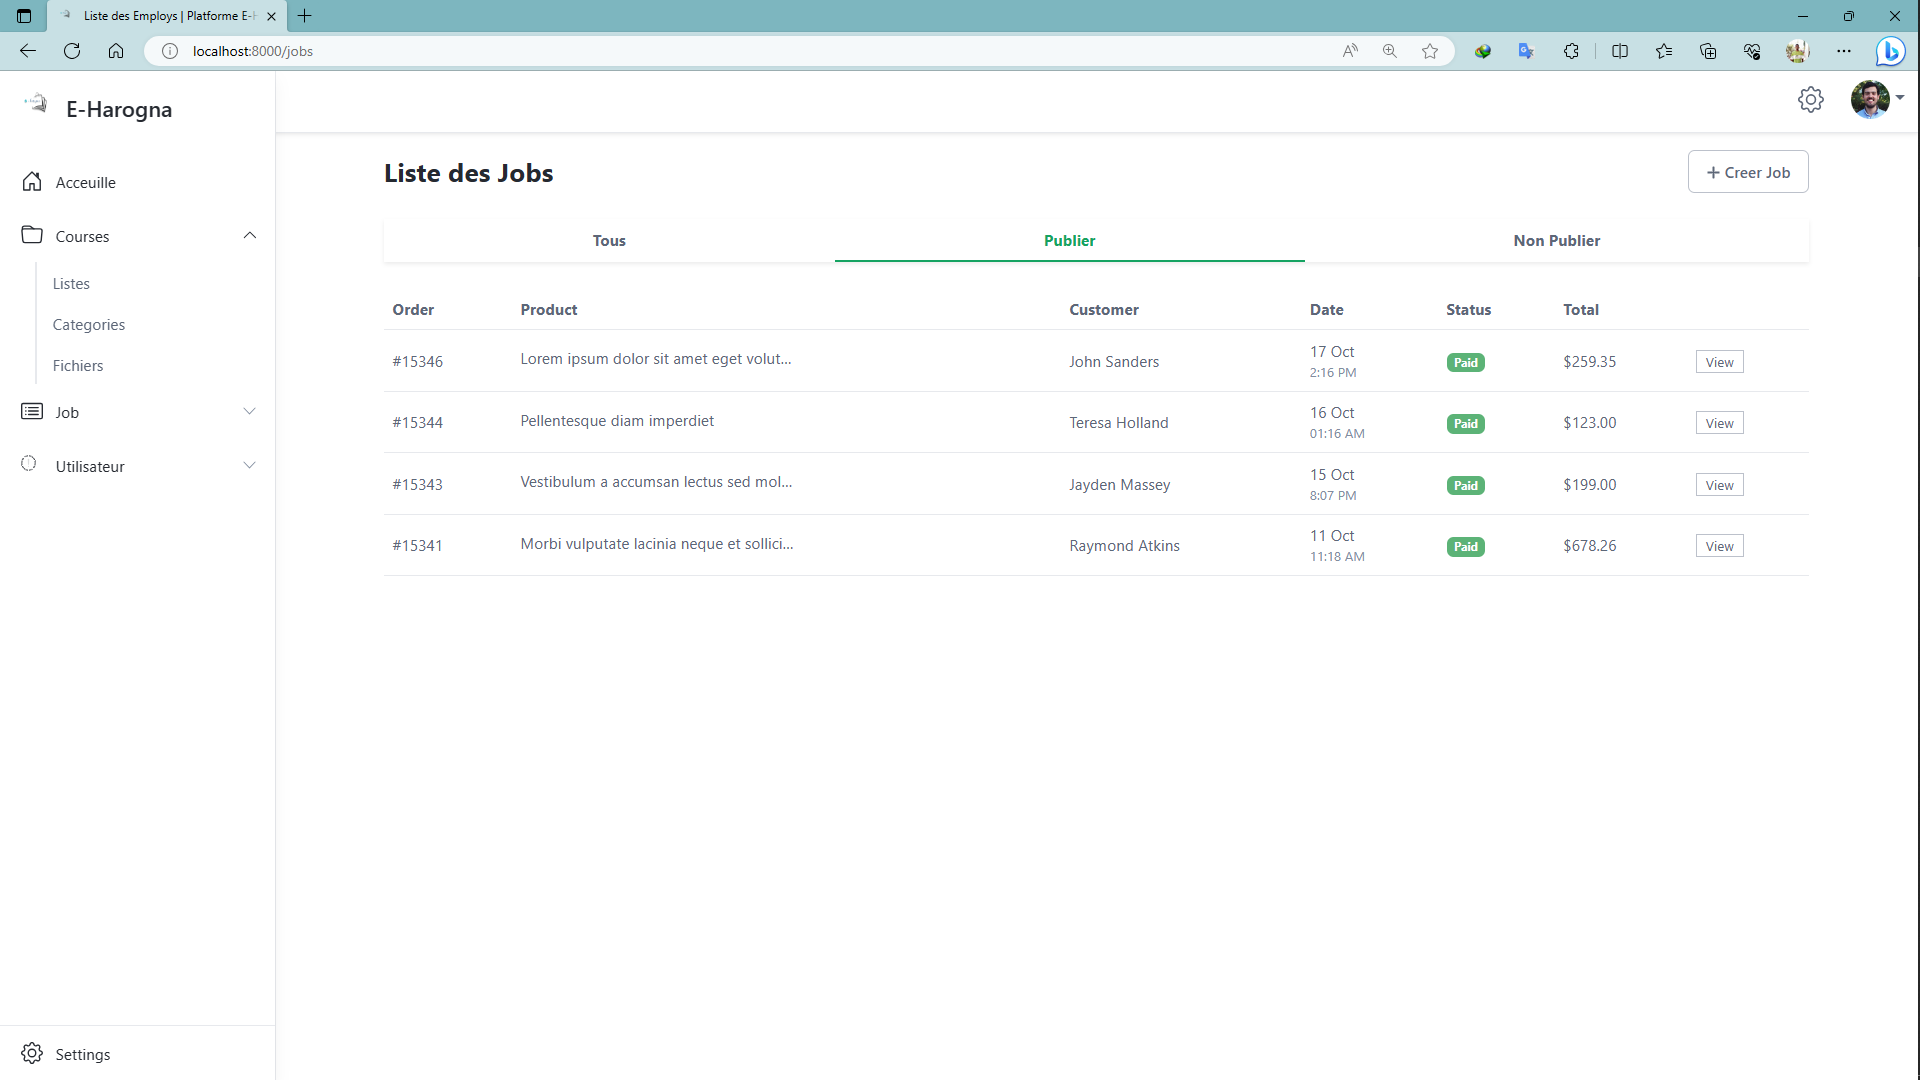 Liste des Employs | Platforme E-H
localhost:8000/jobs
E-Harogna
Acceuille
Courses
Listes
Categories
Fichiers
Job
Utilisateur
Settings
Liste des Jobs
+ Creer Job
Tous Publier Non Publier
Order Product Customer Date Status Total
#15346 Lorem ipsum dolor sit amet eget volut... John Sanders 17 Oct Paid $259.35 View
2:16 PM
#15344 Pellentesque diam imperdiet Teresa Holland 16 Oct Paid $123.00 View
01:16 AM
#15343 Vestibulum a accumsan lectus sed mol... Jayden Massey 15 Oct Paid $199.00 View
8:07 PM
#15341 Morbi vulputate lacinia neque et sollici... Raymond Atkins 11 Oct Paid $678.26 View
11:18 AM